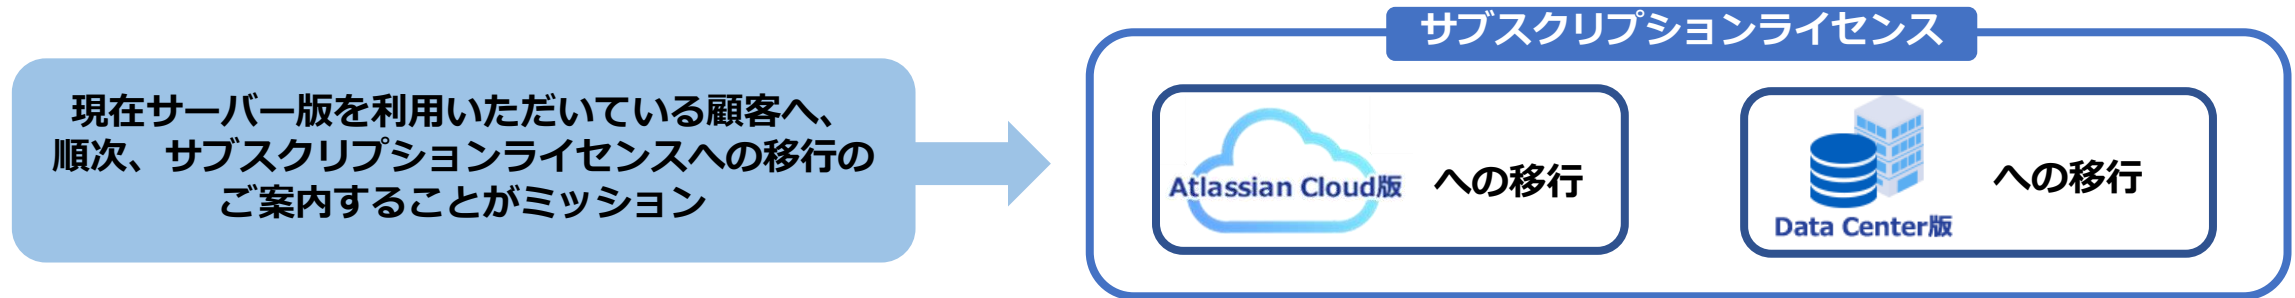 サブスクリプションライセンス
現在サーバー版を利用いただいている顧客へ、
順次、サブスクリプションライセンスへの移行の
ご案内することがミッション
Atlassian Cloud版 への移行
Data Center版 への移行